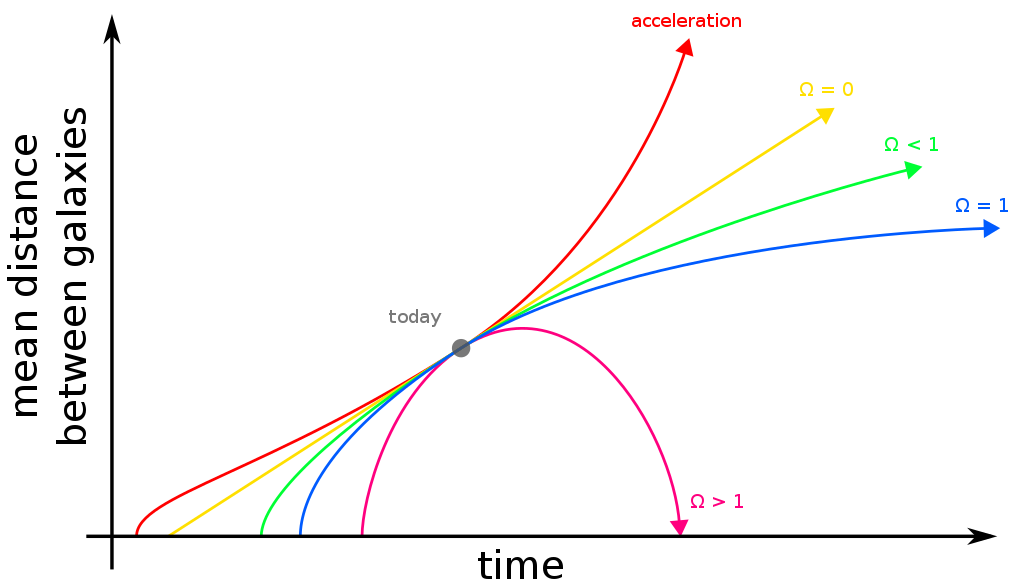 acceleration
Ω = 0
Ω < 1
Ω = 1
mean distance
between galaxies
today
Ω > 1
time